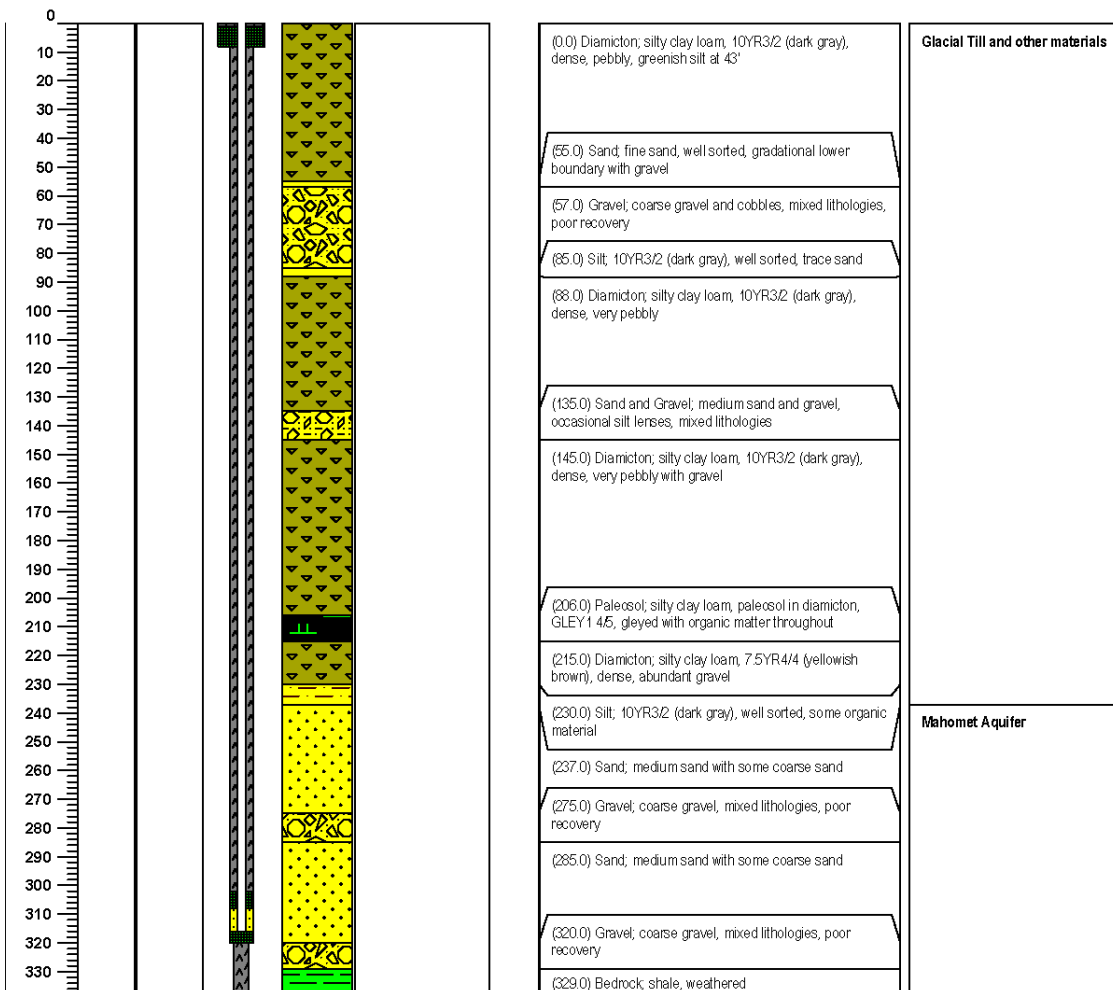 0
10
20
30
40
50
60
70
80
90
100
110
120
130
140
150
160
170
180
190
200
210
220
230
240
250
260
270
280
290
300
310
320
330
(0.0) Diamicton; silty clay loam, 10YR3/2 (dark gray),
dense, pebbly, greenish silt at 43'
(55.0) Sand; fine sand, well sorted, gradational lower
boundary with gravel
(57.0) Gravel; coarse gravel and cobbles, mixed lithologies,
poor recovery
(85.0) Silt; 10YR3/2 (dark gray), well sorted, trace sand
(88.0) Diamicton; silty clay loam, 10YR3/2 (dark gray),
dense, very pebbly
(135.0) Sand and Gravel; medium sand and gravel,
occasional silt lenses, mixed lithologies
(145.0) Diamicton; silty clay loam, 10YR3/2 (dark gray),
dense, very pebbly with gravel
(206.0) Paleosol; silty clay loam, paleosol in diamicton,
GLEY1 4/5, gleyed with organic matter throughout
(215.0) Diamicton; silty clay loam, 7.5YR4/4 (yellowish
brown), dense, abundant gravel
(230.0) Silt; 10YR3/2 (dark gray), well sorted, some organic
material
(237.0) Sand; medium sand with some coarse sand
(275.0) Gravel; coarse gravel, mixed lithologies, poor
recovery
(285.0) Sand; medium sand with some coarse sand
(320.0) Gravel; coarse gravel, mixed lithologies, poor
recovery
(329.0) Bedrock; shale, weathered
Glacial Till and other materials
Mahomet Aquifer